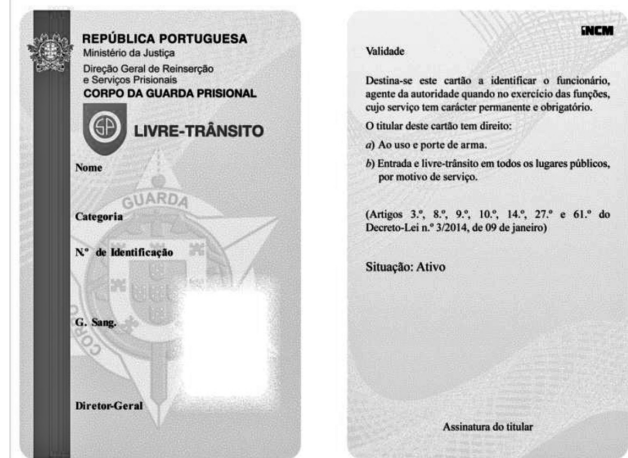 REPÚBLICA PORTUGUESA
Ministério da Justiça
Direção Geral de Reinserção
e Serviços Prisionais
CORPO DA GUARDA PRISIONAL
SP
LIVRE-TRÂNSITO
Nome
GUARDA
Categoria
N.º de Identificação
G. Sang.
CORPO
Diretor-Geral
INCM
Validade
Destina-se este cartão a identificar o funcionário,
agente da autoridade quando no exercício das funções,
cujo serviço tem carácter permanente e obrigatório.
O titular deste cartão tem direito:
a) Ao uso e porte de arma.
b) Entrada e livre-trânsito em todos os lugares públicos,
por motivo de serviço.
(Artigos 3.º, 8.º, 9.º, 10.º, 14.º, 27.º e 61.º do
Decreto-Lei n.º 3/2014, de 09 de janeiro)
Situação: Ativo
Assinatura do titular